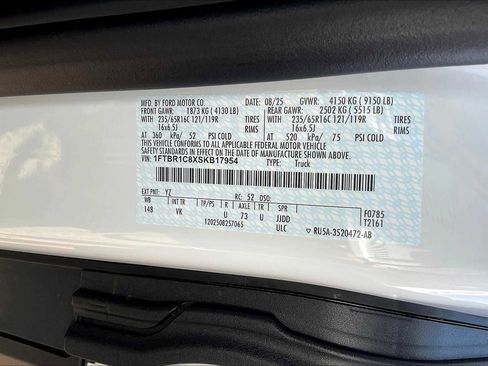 MFD. BY FORD MOTOR CO. DATE: 08/25 GVWR: 4150 KG ( 9150 LB)
FRONT GAWR: 1873 KG ( 4130 LB) REAR GAWR: 2502 KG ( 5515 LB)
WITH 235/65R16C 121/119R TIRES WITH 235/65R16C 121/119R TIRES
16x6.5J RIMS 16x6.5J RIMS
AT 360 kPa/ 52 PSI COLD AT 520 kPa/ 75 PSI COLD
THIS VEHICLE CONFORMS TO ALL APPLICABLE FEDERAL MOTOR VEHICLE
SAFETY STANDARDS IN EFFECT ON THE DATE OF MANUFACTURE SHOWN ABOVE.
VIN: 1FTBR1C8XSKB17954 TYPE: Truck
EXT PNT: YZ RC: 52 DSO:
WB INT TR TP/PS R AXLE TR SPR F0785
148 VK U 73 U JJDD T2161
12025082570​65 ULC RU5A-3520472-AB